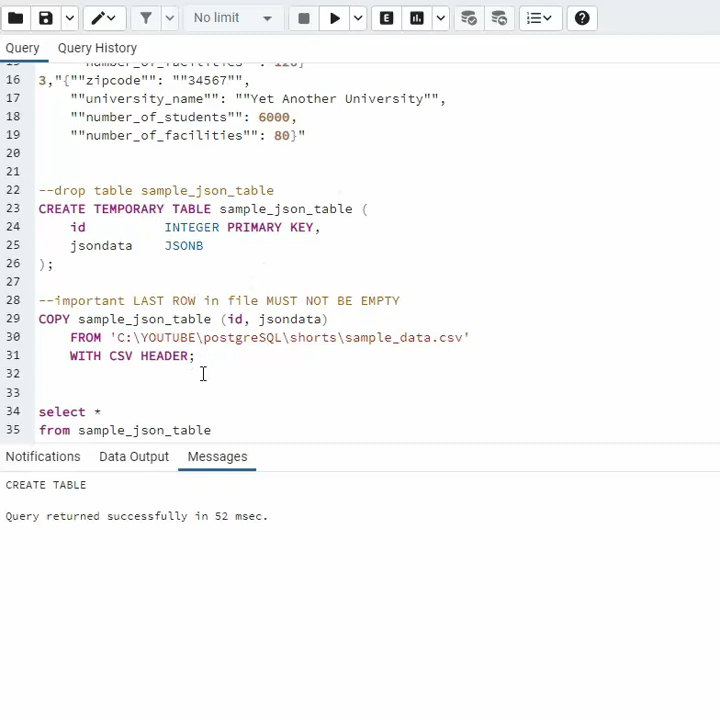 No limit
Query Query History
15 ""number_of_facilities"": 120}
16 3,"{""zipcode"": ""34567"",
17 ""university_name"": ""Yet Another University"",
18 ""number_of_students"": 6000,
19 ""number_of_facilities"": 80}"
20
21
22 --drop table sample_json_table
23 CREATE TEMPORARY TABLE sample_json_table (
24 id INTEGER PRIMARY KEY,
25 jsondata JSONB
26 );
27
28 --important LAST ROW in file MUST NOT BE EMPTY
29 COPY sample_json_table (id, jsondata)
30 FROM 'C:\YOUTUBE\postgreSQL\shorts\sample_data.csv'
31 WITH CSV HEADER;
32
33
34 select *
35 from sample_json_table
Notifications Data Output Messages
CREATE TABLE
Query returned successfully in 52 msec.